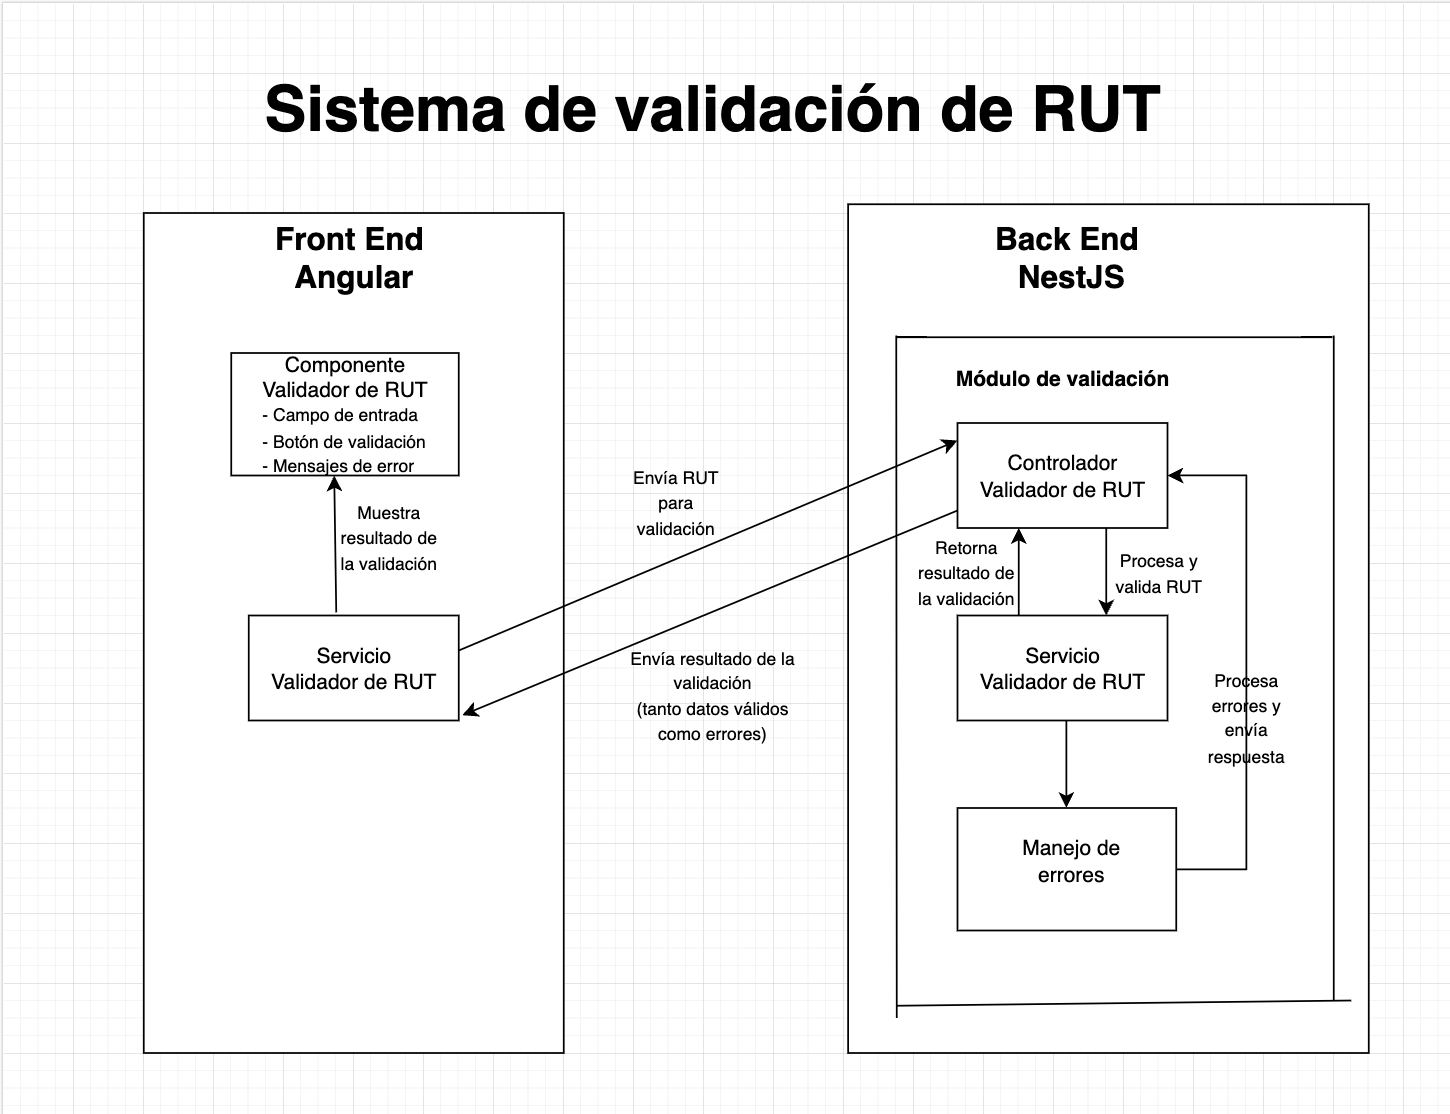 Sistema de validación de RUT
Front End
Angular
Componente
Validador de RUT
- Campo de entrada
- Botón de validación
- Mensajes de error
Muestra
resultado de
la validación
Servicio
Validador de RUT
Envía RUT
para
validación
Envía resultado de la
validación
(tanto datos válidos
como errores)
Back End
NestJS
Módulo de validación
Controlador
Validador de RUT
Retorna
resultado de
la validación
Procesa y
valida RUT
Servicio
Validador de RUT
Procesa
errores y
envía
respuesta
Manejo de
errores